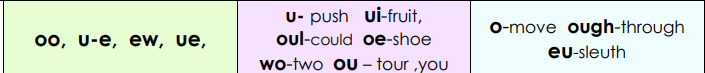 oo, u-e, ew, ue,
u- push ui-fruit,
oul-could oe-shoe
wo-two ou – tour ,you
o-move ough-through
eu-sleuth